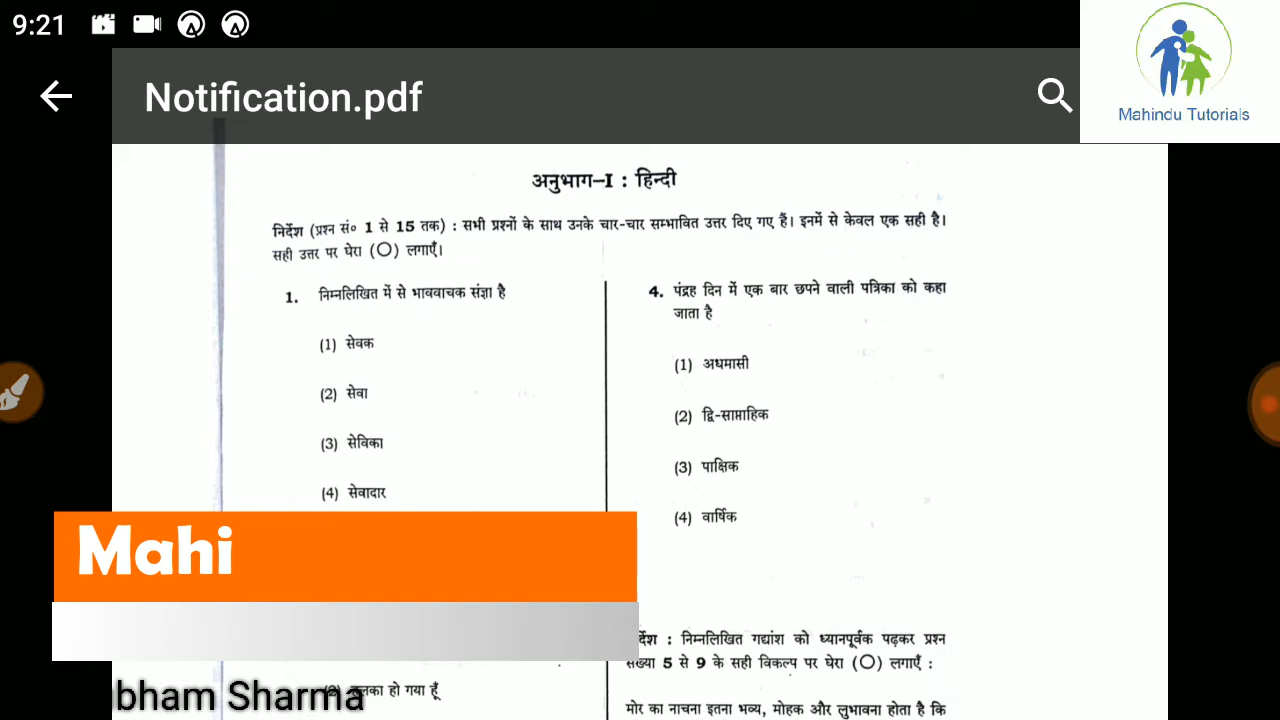 9:21
Notification.pdf
Mahindu Tutorials
अनुभाग–I : हिन्दी
निर्देश (प्रश्न सं० 1 से 15 तक) : सभी प्रश्नों के साथ उनके चार-चार सम्भावित उत्तर दिए गए हैं। इनमें से केवल एक सही है।
सही उत्तर पर घेरा (○) लगाएँ।
1. निम्नलिखित में से भाववाचक संज्ञा है
(1) सेवक
(2) सेवा
(3) सेविका
(4) सेवादार
4. पंद्रह दिन में एक बार छपने वाली पत्रिका को कहा
जाता है
(1) अधमासी
(2) द्वि-साप्ताहिक
(3) पाक्षिक
(4) वार्षिक
Mahi
bham Sharma
हो गया हूँ
: निम्नलिखित गद्यांश को ध्यानपूर्वक पढ़कर प्रश्न
संख्या 5 से 9 के सही विकल्प पर घेरा (○) लगाएँ :
मोर का नाचना इतना भव्य, मोहक और लुभावना होता है कि